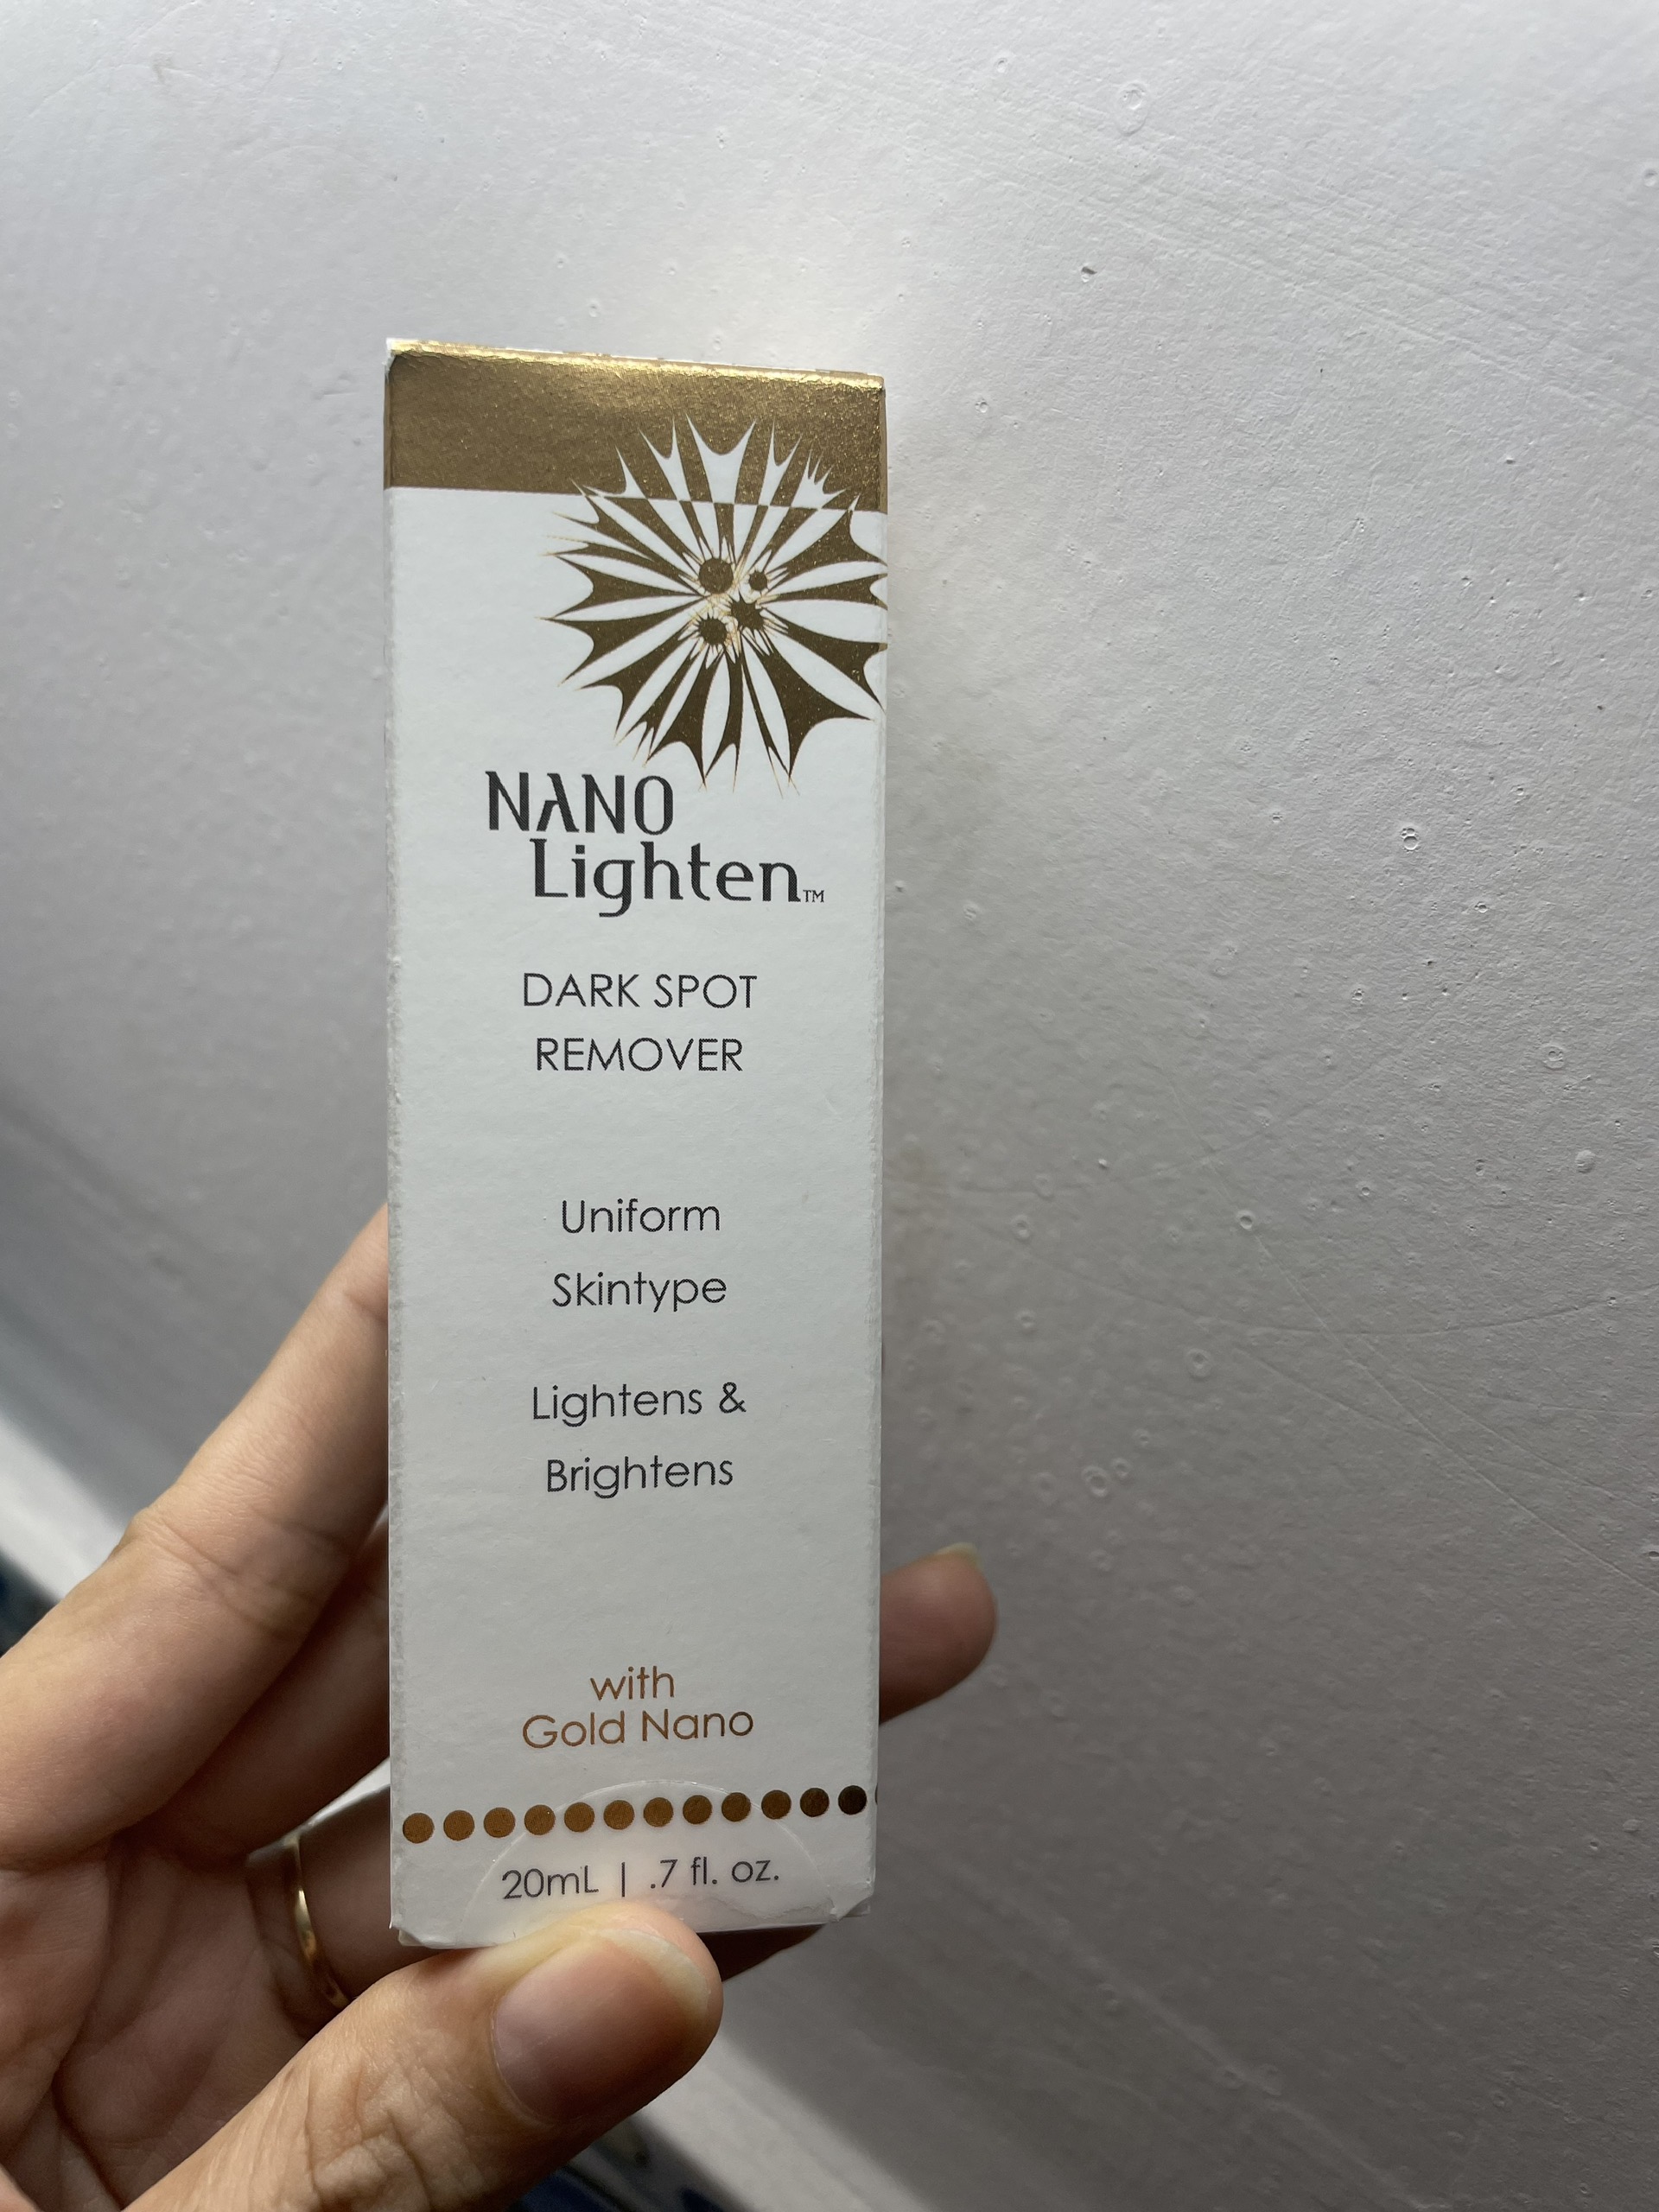 NANO
Lighten™
DARK SPOT
REMOVER
Uniform
Skintype
Lightens &
Brightens
with
Gold Nano
20mL | .7 fl. oz.